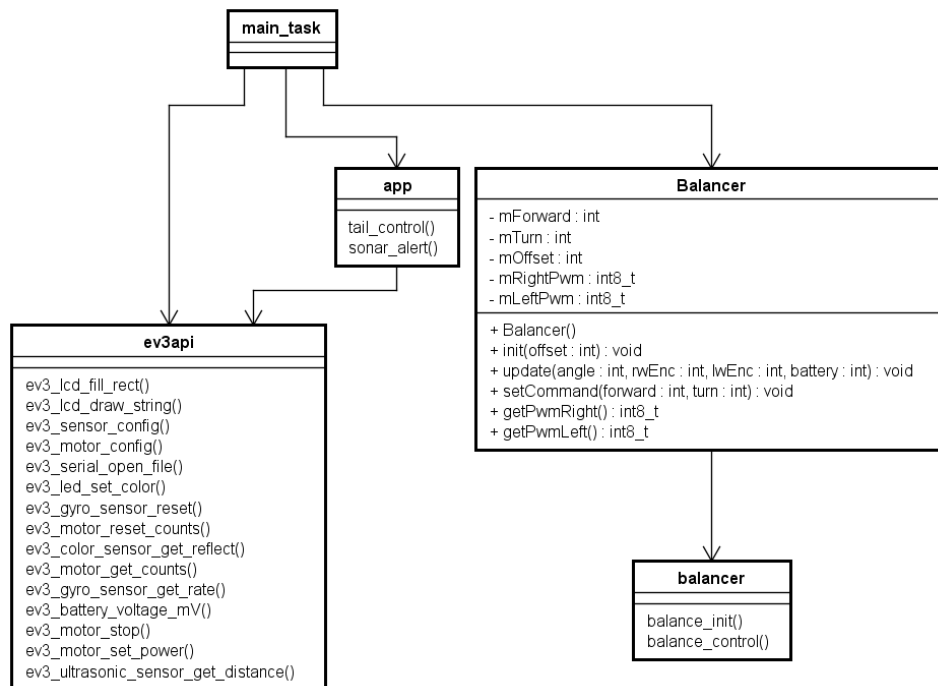 main_task
app
tail_control()
sonar_alert()
Balancer
- mForward : int
- mTurn : int
- mOffset : int
- mRightPwm : int8_t
- mLeftPwm : int8_t
+ Balancer()
+ init(offset : int) : void
+ update(angle : int, rwEnc : int, lwEnc : int, battery : int) : void
+ setCommand(forward : int, turn : int) : void
+ getPwmRight() : int8_t
+ getPwmLeft() : int8_t
ev3api
ev3_lcd_fill_rect()
ev3_lcd_draw_string()
ev3_sensor_config()
ev3_motor_config()
ev3_serial_open_file()
ev3_led_set_color()
ev3_gyro_sensor_reset()
ev3_motor_reset_counts()
ev3_color_sensor_get_reflect()
ev3_motor_get_counts()
ev3_gyro_sensor_get_rate()
ev3_battery_voltage_mV()
ev3_motor_stop()
ev3_motor_set_power()
ev3_ultrasonic_sensor_get_distance()
balancer
balance_init()
balance_control()